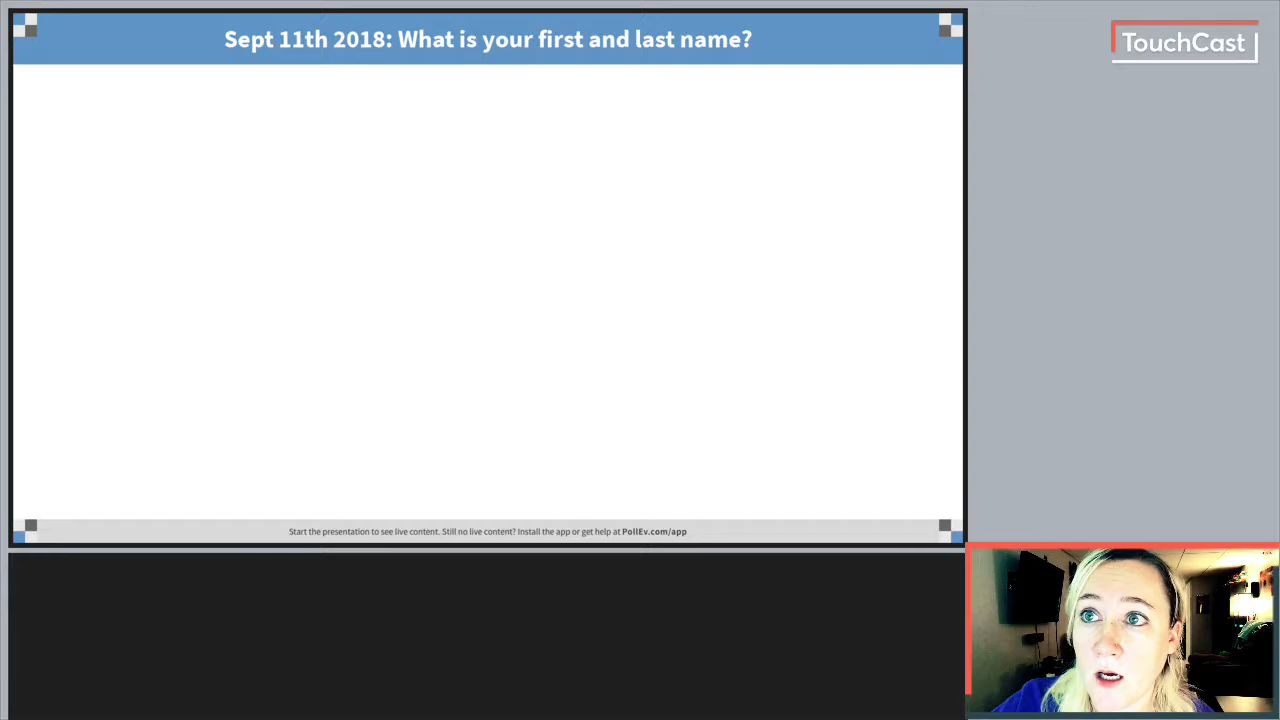 Sept 11th 2018: What is your first and last name?
TouchCast
Start the presentation to see live content. Still no live content? Install the app or get help at PollEv.com/app